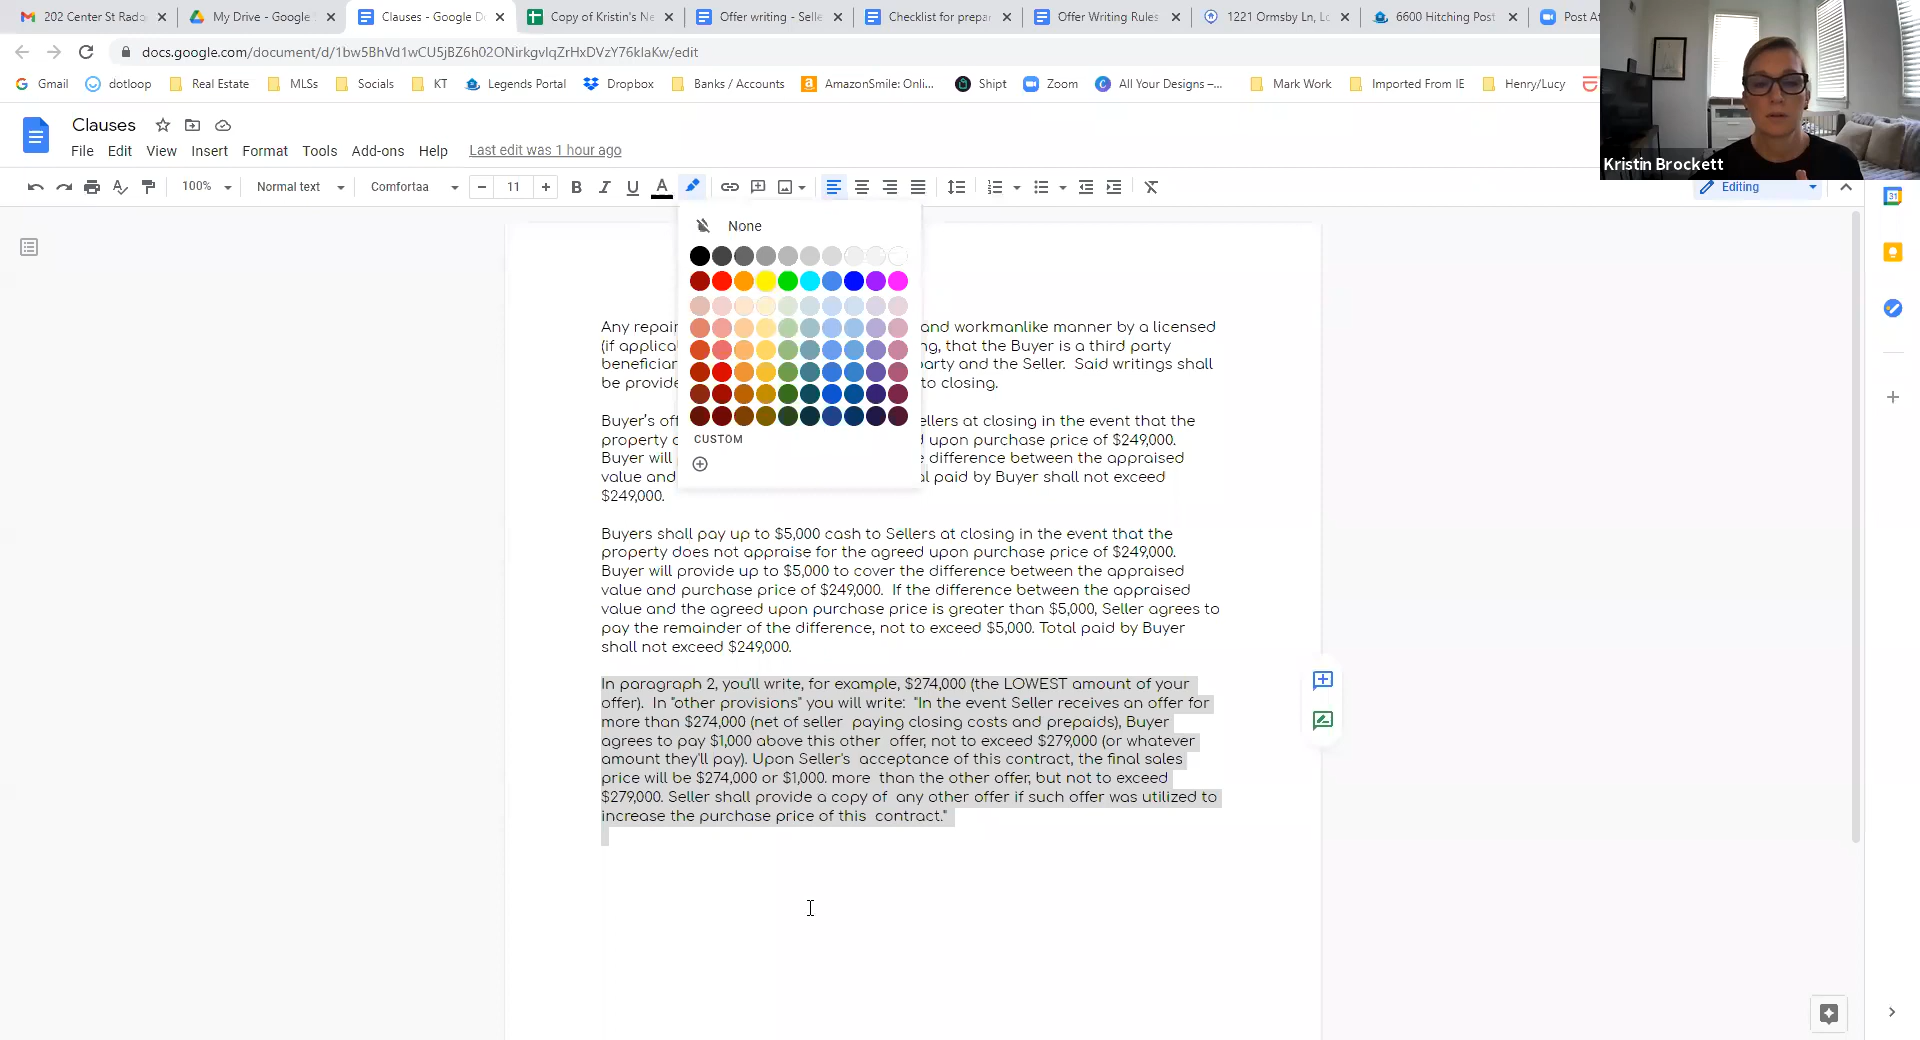 202 Center St Rado
My Drive - Google
Clauses - Google D
Copy of Kristin's Ne
Offer writing - Selle
Checklist for prepar
Offer Writing Rules
1221 Ormsby Ln, Lo
6600 Hitching Post
Post Af
docs.google.com/document/d/1bw5BhVd1wCU5jBZ6h02ONirkgvlqZrHxDVzY76klaKw/edit
Gmail
dotloop
Real Estate
MLSs
Socials
KT
Legends Portal
Dropbox
Banks / Accounts
AmazonSmile: Onli...
Shipt
Zoom
All Your Designs –...
Mark Work
Imported From IE
Henry/Lucy
Kristin Brockett
Clauses
File Edit View Insert Format Tools Add-ons Help Last edit was 1 hour ago
100% Normal text Comfortaa 11 Editing
None
CUSTOM
Any repair and workmanlike manner by a licensed
(if applica ng, that the Buyer is a third party
beneficiar arty and the Seller. Said writings shall
be provide to closing.
Buyer's off ellers at closing in the event that the
property d upon purchase price of $249,000.
Buyer will e difference between the appraised
value and al paid by Buyer shall not exceed
$249,000.
Buyers shall pay up to $5,000 cash to Sellers at closing in the event that the
property does not appraise for the agreed upon purchase price of $249,000.
Buyer will provide up to $5,000 to cover the difference between the appraised
value and purchase price of $249,000. If the difference between the appraised
value and the agreed upon purchase price is greater than $5,000, Seller agrees to
pay the remainder of the difference, not to exceed $5,000. Total paid by Buyer
shall not exceed $249,000.
In paragraph 2, you'll write, for example, $274,000 (the LOWEST amount of your
offer). In "other provisions" you will write: "In the event Seller receives an offer for
more than $274,000 (net of seller paying closing costs and prepaids), Buyer
agrees to pay $1,000 above this other offer, not to exceed $279,000 (or whatever
amount they'll pay). Upon Seller's acceptance of this contract, the final sales
price will be $274,000 or $1,000. more than the other offer, but not to exceed
$279,000. Seller shall provide a copy of any other offer if such offer was utilized to
increase the purchase price of this contract."